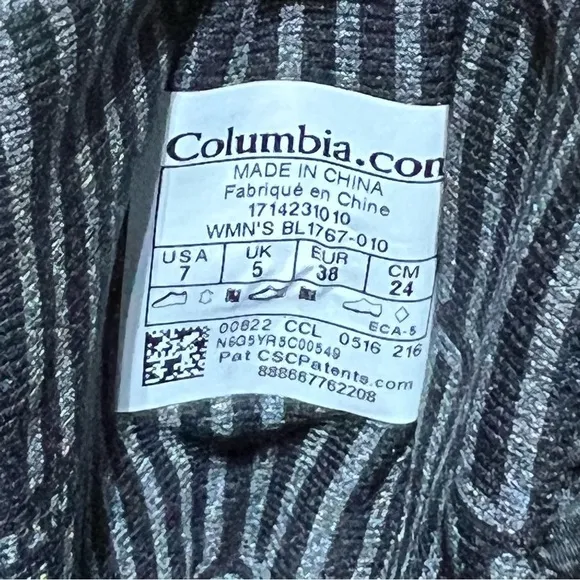 Columbia.com
MADE IN CHINA
Fabriqué en Chine
1714231010
WMN'S BL1767-010
USA UK EUR CM
7 5 38 24
ECA-5
00822 CCL 0516 216
N6G5YR5C00549
Pat CSCPatents.com
888667762208